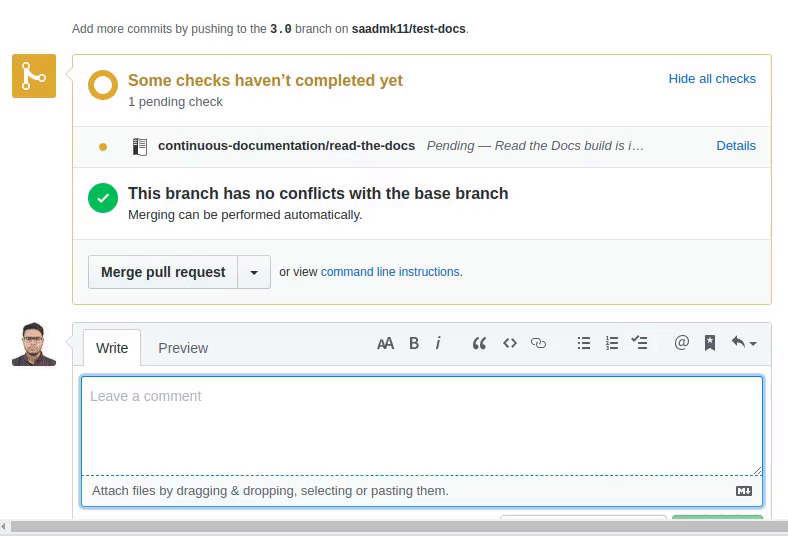 Add more commits by pushing to the 3.0 branch on saadmk11/test-docs.
Some checks haven’t completed yet
Hide all checks
1 pending check
continuous-documentation/read-the-docs Pending — Read the Docs build is i… Details
This branch has no conflicts with the base branch
Merging can be performed automatically.
Merge pull request or view command line instructions.
Write Preview AA B i “ <> @
Leave a comment
Attach files by dragging & dropping, selecting or pasting them. M↓